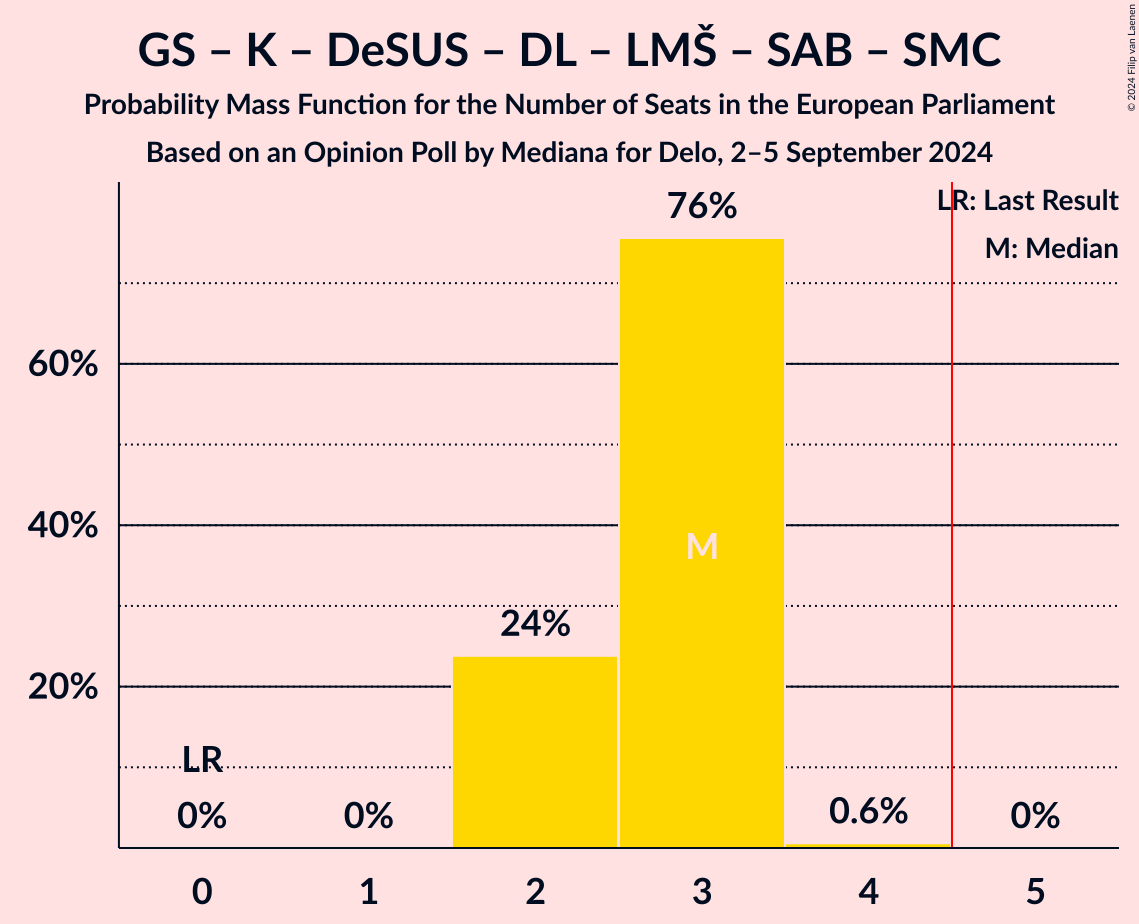 GS – K – DeSUS – DL – LMŠ – SAB – SMC
Probability Mass Function for the Number of Seats in the European Parliament
Based on an Opinion Poll by Mediana for Delo, 2–5 September 2024
© 2024 Filip van Laenen
LR: Last Result
M: Median
76%
60%
40%
M
24%
20%
LR
0%
0%
0.6%
0%
0
1
2
3
4
5